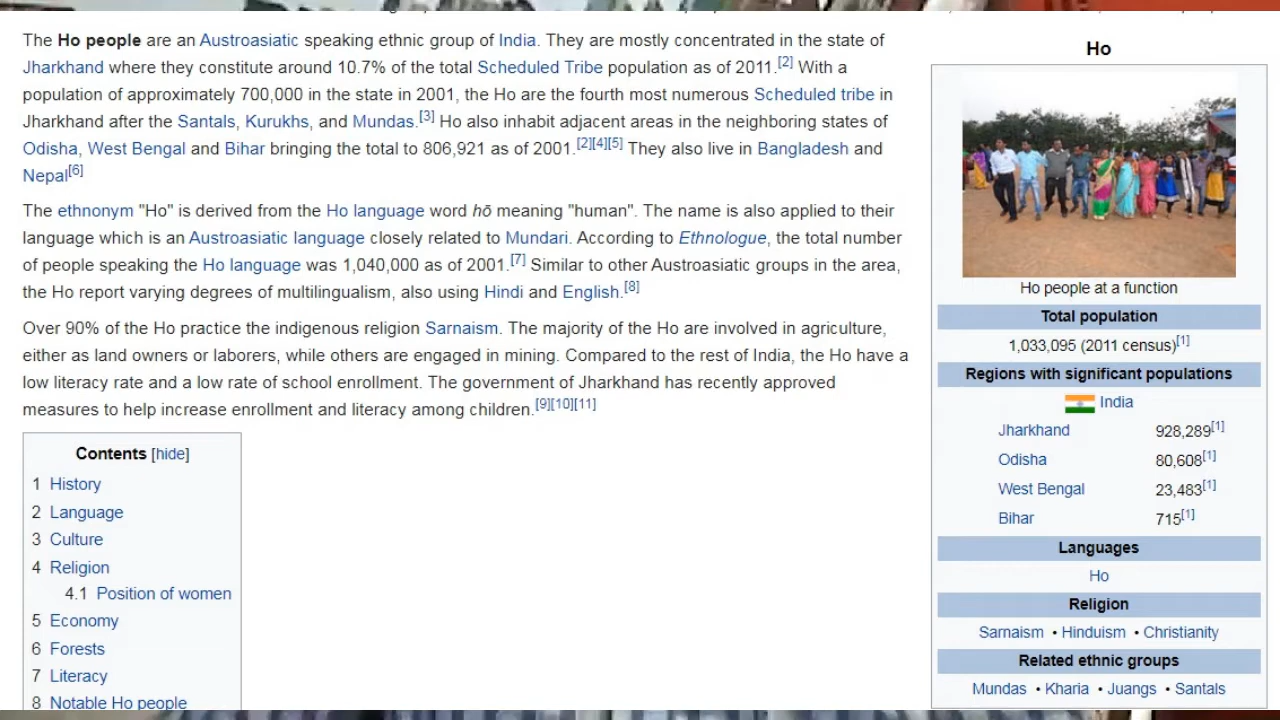 The Ho people are an Austroasiatic speaking ethnic group of India. They are mostly concentrated in the state of
Jharkhand where they constitute around 10.7% of the total Scheduled Tribe population as of 2011.[2] With a
population of approximately 700,000 in the state in 2001, the Ho are the fourth most numerous Scheduled tribe in
Jharkhand after the Santals, Kurukhs, and Mundas.[3] Ho also inhabit adjacent areas in the neighboring states of
Odisha, West Bengal and Bihar bringing the total to 806,921 as of 2001.[2][4][5] They also live in Bangladesh and
Nepal[6]
The ethnonym "Ho" is derived from the Ho language word hō meaning "human". The name is also applied to their
language which is an Austroasiatic language closely related to Mundari. According to Ethnologue, the total number
of people speaking the Ho language was 1,040,000 as of 2001.[7] Similar to other Austroasiatic groups in the area,
the Ho report varying degrees of multilingualism, also using Hindi and English.[8]
Over 90% of the Ho practice the indigenous religion Sarnaism. The majority of the Ho are involved in agriculture,
either as land owners or laborers, while others are engaged in mining. Compared to the rest of India, the Ho have a
low literacy rate and a low rate of school enrollment. The government of Jharkhand has recently approved
measures to help increase enrollment and literacy among children.[9][10][11]
Contents [hide]
1 History
2 Language
3 Culture
4 Religion
4.1 Position of women
5 Economy
6 Forests
7 Literacy
8 Notable Ho people
Ho
Ho people at a function
Total population
1,033,095 (2011 census)[1]
Regions with significant populations
India
Jharkhand 928,289[1]
Odisha 80,608[1]
West Bengal 23,483[1]
Bihar 715[1]
Languages
Ho
Religion
Sarnaism • Hinduism • Christianity
Related ethnic groups
Mundas • Kharia • Juangs • Santals